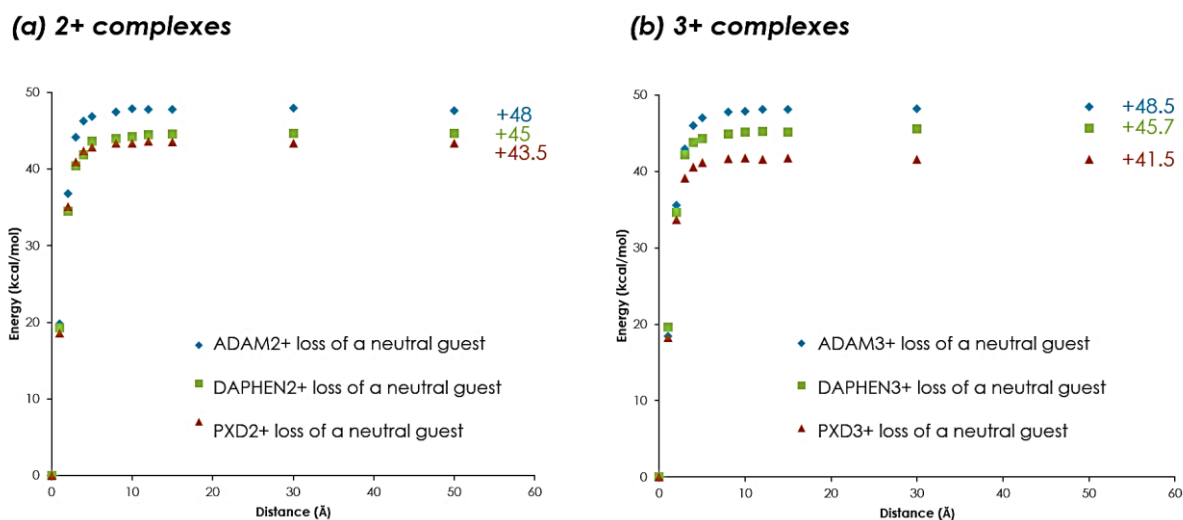 (a) 2+ complexes
50
40
30
20
10
0
0
10
20
30
40
50
60
Energy (kcal/mol)
Distance (Å)
+48
+45
+43.5
ADAM2+ loss of a neutral guest
DAPHEN2+ loss of a neutral guest
PXD2+ loss of a neutral guest
(b) 3+ complexes
50
40
30
20
10
0
0
10
20
30
40
50
60
Energy (kcal/mol)
Distance (Å)
+48.5
+45.7
+41.5
ADAM3+ loss of a neutral guest
DAPHEN3+ loss of a neutral guest
PXD3+ loss of a neutral guest